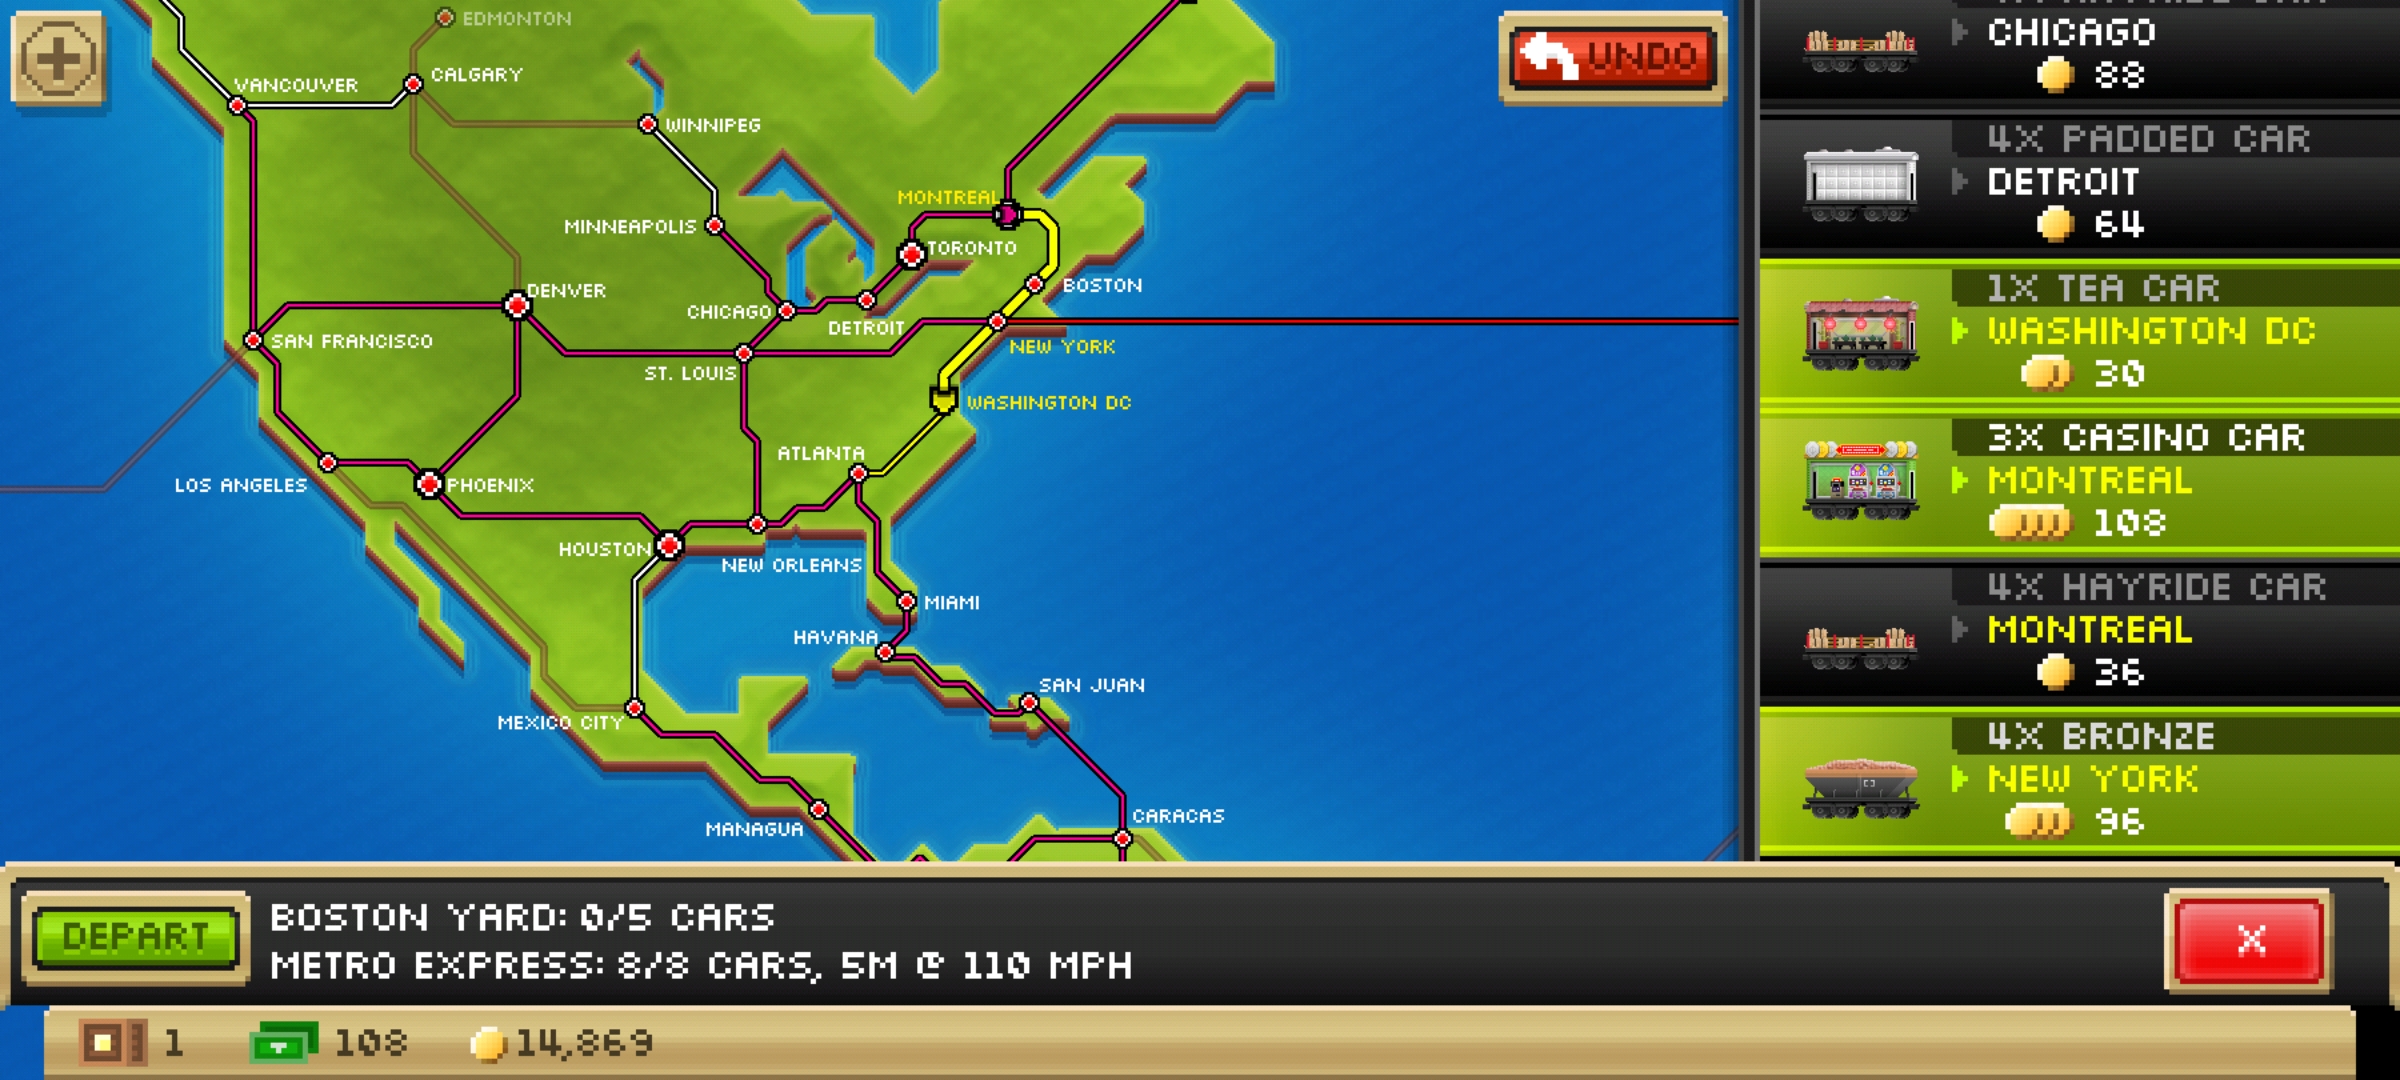 EDMONTON
CALGARY
VANCOUVER
WINNIPEG
MONTREAL
MINNEAPOLIS
TORONTO
BOSTON
DENVER
CHICAGO
DETROIT
SAN FRANCISCO
NEW YORK
ST. LOUIS
WASHINGTON DC
ATLANTA
LOS ANGELES
PHOENIX
HOUSTON
NEW ORLEANS
MIAMI
HAVANA
SAN JUAN
MEXICO CITY
MANAGUA
CARACAS
UNDO
CHICAGO
88
4X PADDED CAR
DETROIT
64
1X TEA CAR
WASHINGTON DC
30
3X CASINO CAR
MONTREAL
108
4X HAYRIDE CAR
MONTREAL
36
4X BRONZE
NEW YORK
96
DEPART
BOSTON YARD: 0/5 CARS
METRO EXPRESS: 8/8 CARS, 5M @ 110 MPH
X
1
108
14,869